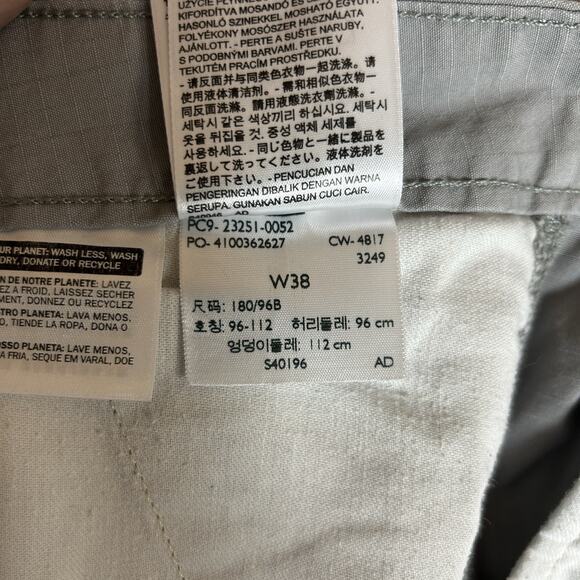 UŻYCIE PŁYNNE
KIFORDÍTVA MOSANDÓ ÉS EGYÜTT
HASONLÓ SZINEKKEL MOSHATÓ EGYÜTT.
FOLYÉKONY MOSÓSZER HASZNÁLATA
AJÁNLOTT. - PERTE A SUŠTE NARUBY,
S PODOBNÝMI BARVAMI. PERTE V
TEKUTÉM PRACÍM PROSTŘEDKU.
- 请反面并与同类色衣物一起洗涤。请
使用液体清洁剂。- 需和相似色衣物一
同反面洗滌。請用液態洗衣劑洗滌。-
세탁시 같은 색상끼리 하십시요. 세탁시
옷을 뒤집을 것. 중성 액체 세제를
사용하세요. - 同じ色物と一緒に製品を
裏返して洗ってください。液体洗剤を
ご使用下さい。- PENCUCIAN DAN
PENGERINGAN DIBALIK DENGAN WARNA
SERUPA. GUNAKAN SABUN CUCI CAIR.
AD
PC9- 23251-0052
PO- 4100362627 CW- 4817
3249
W38
尺码: 180/96B
호칭: 96-112 허리둘레: 96 cm
엉덩이둘레: 112 cm
S40196 AD
UR PLANET: WASH LESS, WASH
DRY, DONATE OR RECYCLE
N DE NOTRE PLANETE: LAVEZ
Z À FROID, LAISSEZ SECHER
MENT, DONNEZ OU RECYCLEZ
TRO PLANETA: LAVA MENOS,
O, TIENDE LA ROPA, DONA O
OSSO PLANETA: LAVE MENOS,
A FRIA, SEQUE EM VARAL, DOE